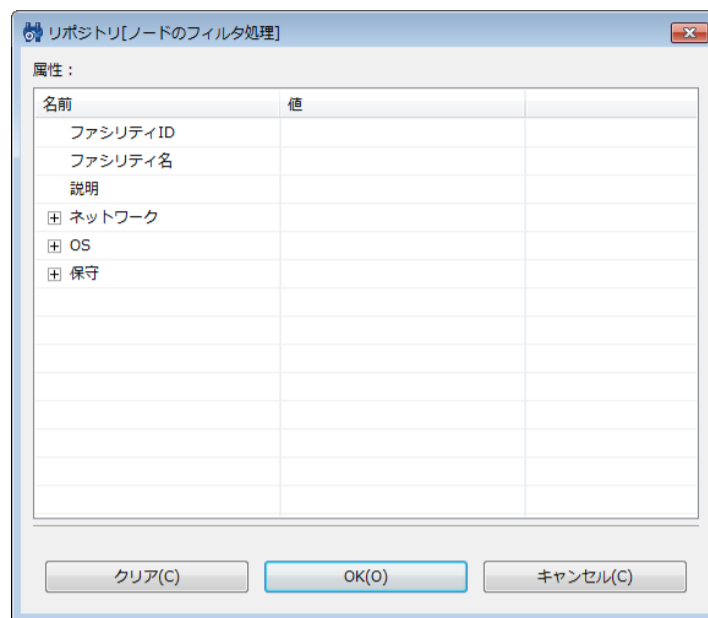 リポジトリ[ノードのフィルタ処理]
属性：
名前 値
ファシリティID
ファシリティ名
説明
ネットワーク
OS
保守
クリア(C) OK(O) キャンセル(C)